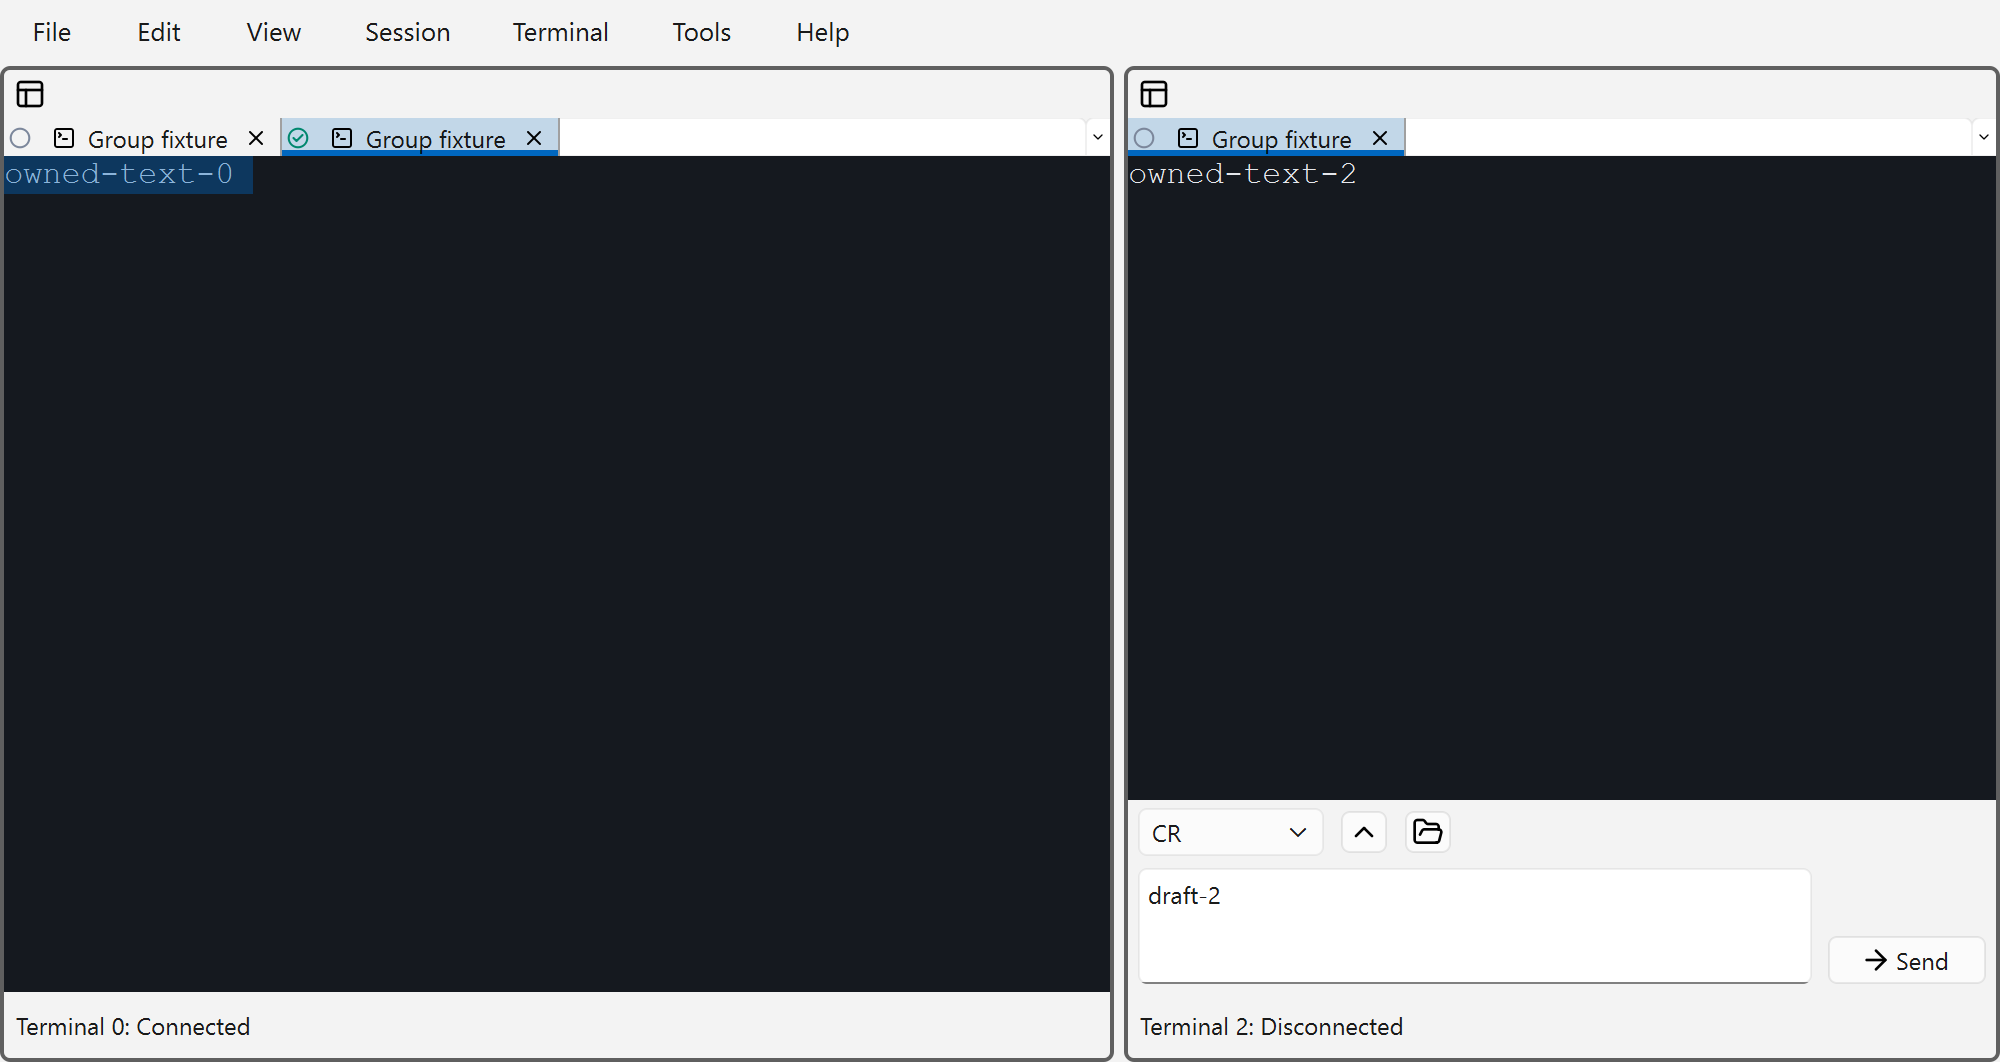 File Edit View Session Terminal Tools Help
Group fixture Group fixture
owned-text-0
Terminal 0: Connected
Group fixture
owned-text-2
CR
draft-2
Send
Terminal 2: Disconnected